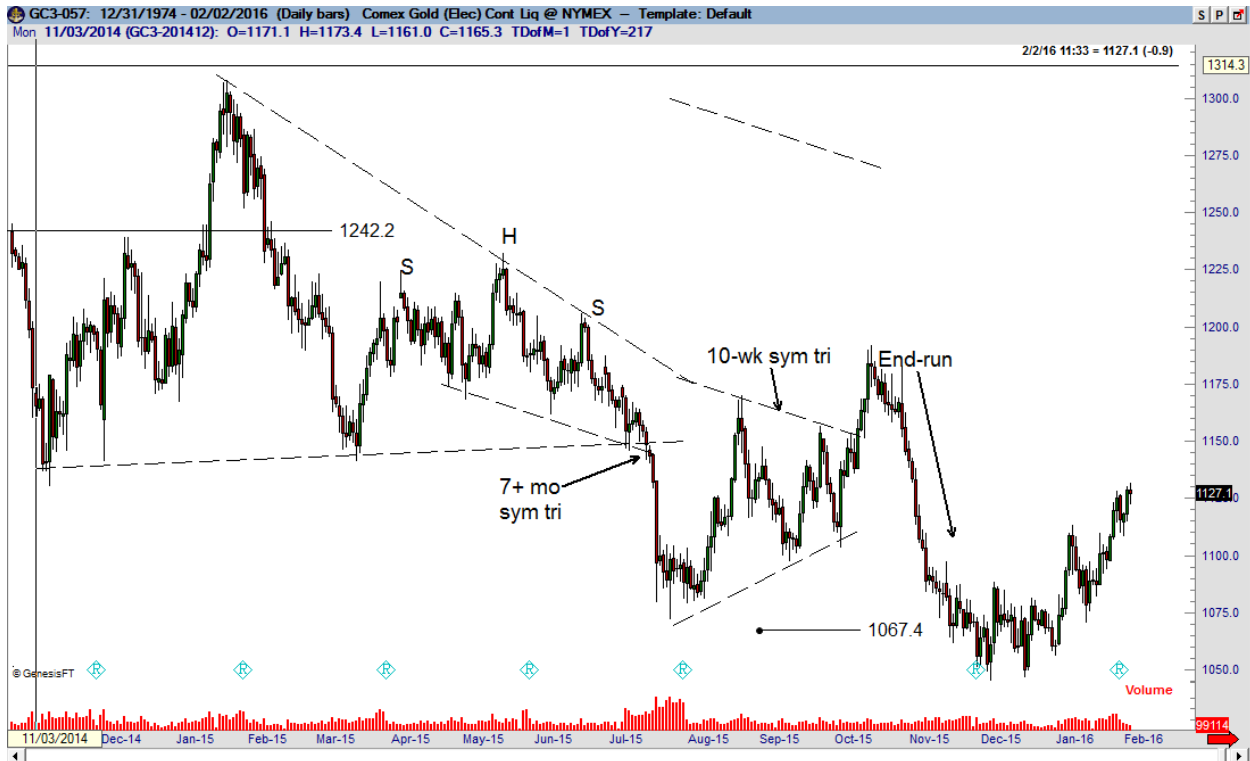 GC3-057: 12/31/1974 - 02/02/2016 (Daily bars) Comex Gold (Elec) Cont Liq @ NYMEX – Template: Default
S P
Mon 11/03/2014 (GC3-201412): O=1171.1 H=1173.4 L=1161.0 C=1165.3 TDofM=1 TDofY=217
2/2/16 11:33 = 1127.1 (-0.9)
1314.3
1300.0
1275.0
1250.0
1242.2
H
S
1225.0
S
1200.0
10-wk sym tri
End-run
1175.0
1150.0
7+ mo
sym tri
1127.1
1100.0
1075.0
1067.4
1050.0
© GenesisFT
R R R R R R R
Volume
99114
11/03/2014 Dec-14 Jan-15 Feb-15 Mar-15 Apr-15 May-15 Jun-15 Jul-15 Aug-15 Sep-15 Oct-15 Nov-15 Dec-15 Jan-16 Feb-16